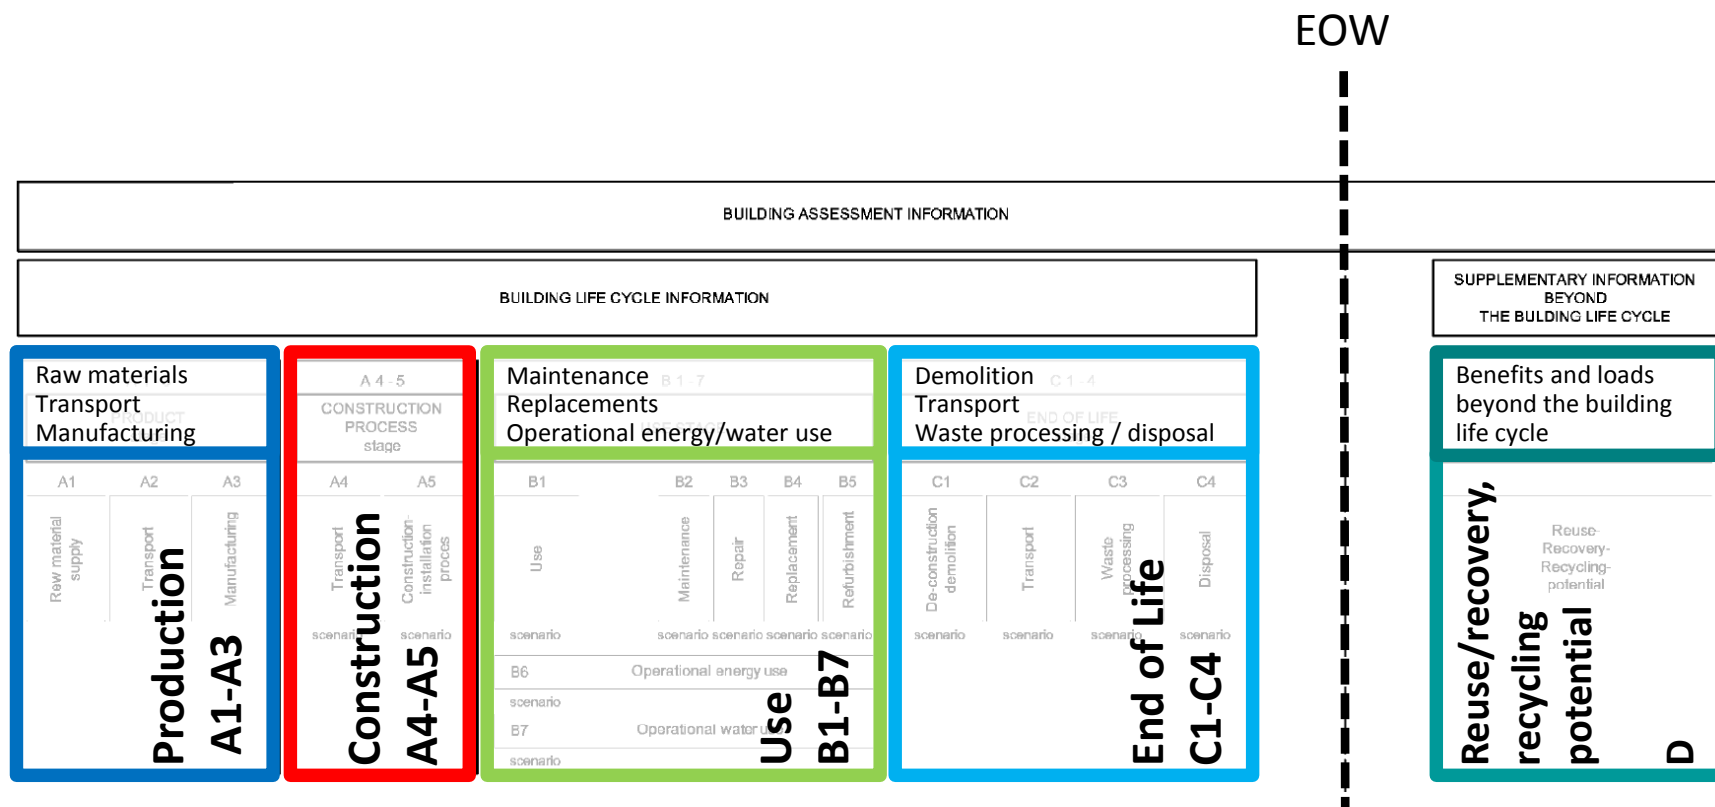 EOW
BUILDING ASSESSMENT INFORMATION
BUILDING LIFE CYCLE INFORMATION
SUPPLEMENTARY INFORMATION
BEYOND
THE BULDING LIFE CYCLE
Raw materials
Transport
Manufacturing
PRODUCT
A1
A2
A3
Raw material
supply
Transport
Manufacturing
Production
A1-A3
A 4 - 5
CONSTRUCTION
PROCESS
stage
A4
A5
Transport
Construction-
installation
proces
scenario
scenario
Construction
A4-A5
B 1 - 7
Maintenance
Replacements
Operational energy/water use
B1
B2
B3
B4
B5
Use
Maintenance
Repair
Replacement
Refurbishment
scenario
scenario
scenario
scenario
scenario
B6
Operational energy use
scenario
B7
Operational water use
scenario
Use
B1-B7
C 1 - 4
Demolition
Transport
Waste processing / disposal
END OF LIFE
C1
C2
C3
C4
De-construction
demolition
Transport
Waste
processing
Disposal
scenario
scenario
scenario
scenario
End of Life
C1-C4
Benefits and loads
beyond the building
life cycle
Reuse-
Recovery-
Recycling-
potential
Reuse/recovery,
recycling
potential
D